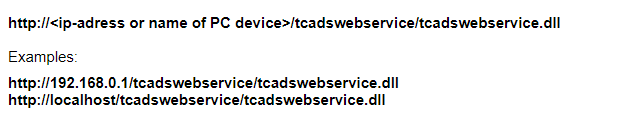 http://<ip-adress or name of PC device>/tcadswebservice/tcadswebservice.dll
Examples:
http://192.168.0.1/tcadswebservice/tcadswebservice.dll
http://localhost/tcadswebservice/tcadswebservice.dll